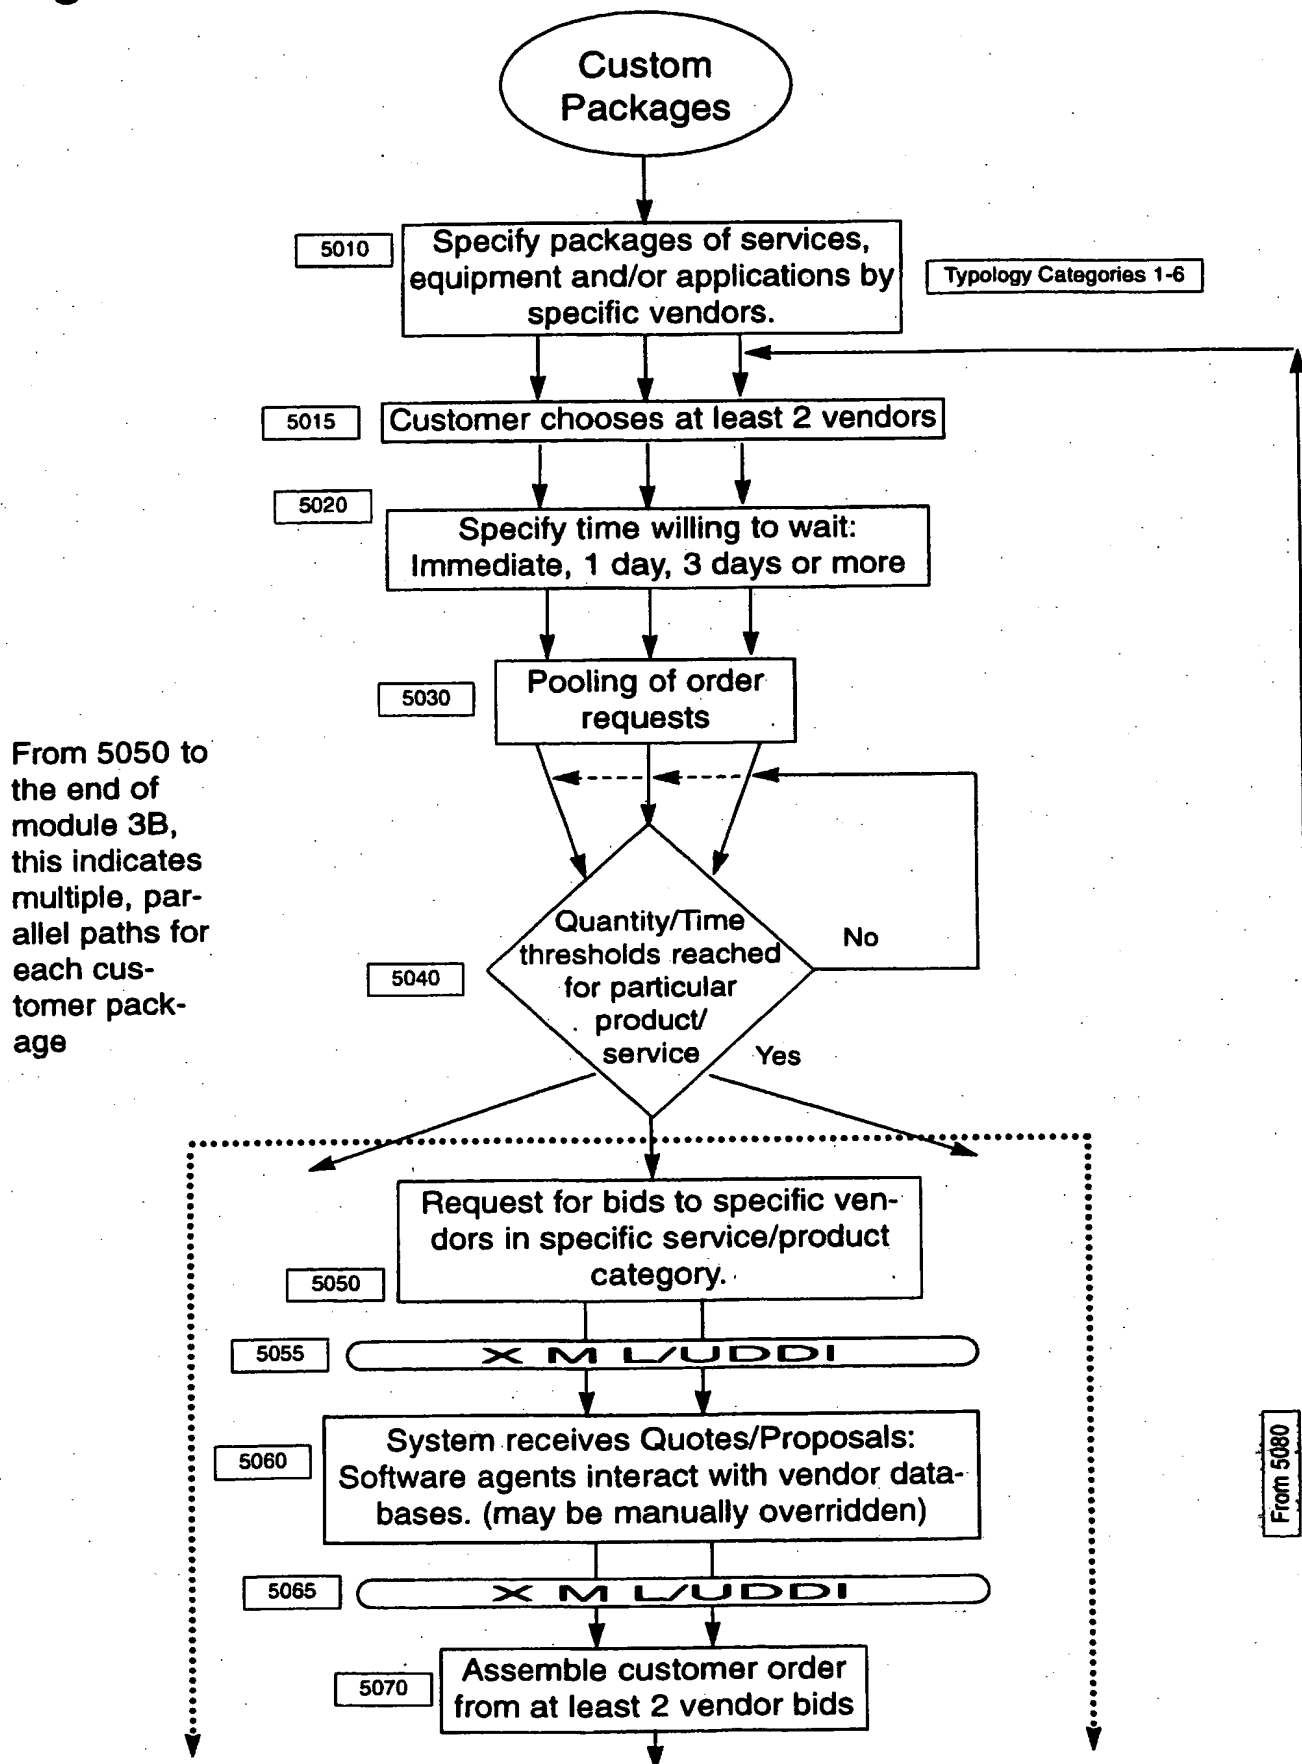 Custom
Packages
5010
Specify packages of services,
equipment and/or applications by
specific vendors.
Typology Categories 1-6
5015
Customer chooses at least 2 vendors
5020
Specify time willing to wait:
Immediate, 1 day, 3 days or more
5030
Pooling of order
requests
From 5050 to
the end of
module 3B,
this indicates
multiple, par-
allel paths for
each cus-
tomer pack-
age
5040
Quantity/Time
thresholds reached
for particular
product/
service
No
Yes
Request for bids to specific ven-
dors in specific service/product
category.
5050
5055
X M L/UDDI
5060
System receives Quotes/Proposals:
Software agents interact with vendor data-
bases. (may be manually overridden)
From 5080
5065
X M L/UDDI
5070
Assemble customer order
from at least 2 vendor bids